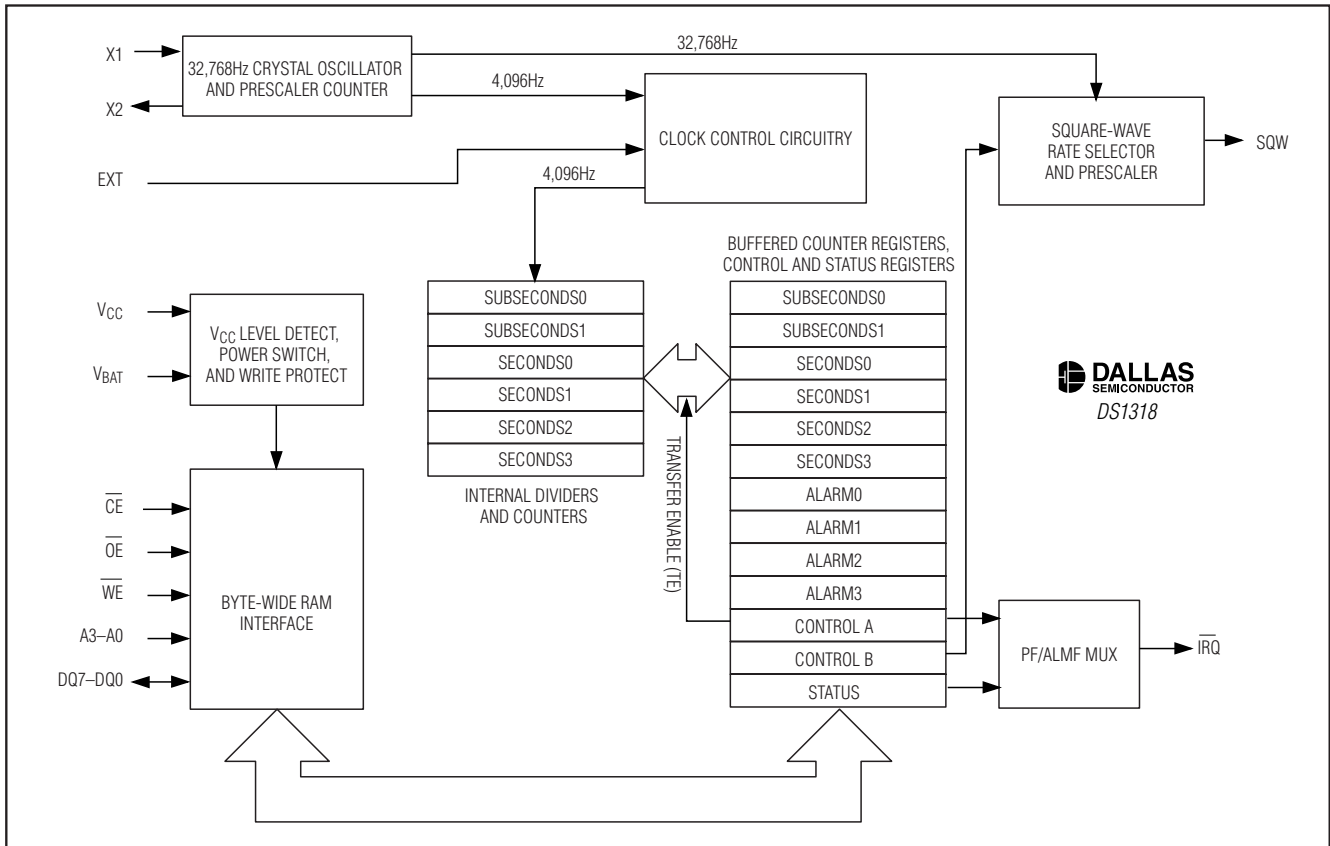 X1
X2
32,768Hz CRYSTAL OSCILLATOR
AND PRESCALER COUNTER
32,768Hz
4,096Hz
EXT
CLOCK CONTROL CIRCUITRY
4,096Hz
SQUARE-WAVE
RATE SELECTOR
AND PRESCALER
SQW
VCC
VBAT
VCC LEVEL DETECT,
POWER SWITCH,
AND WRITE PROTECT
SUBSECONDS0
SUBSECONDS1
SECONDS0
SECONDS1
SECONDS2
SECONDS3
INTERNAL DIVIDERS
AND COUNTERS
TRANSFER ENABLE (TE)
BUFFERED COUNTER REGISTERS,
CONTROL AND STATUS REGISTERS
SUBSECONDS0
SUBSECONDS1
SECONDS0
SECONDS1
SECONDS2
SECONDS3
ALARM0
ALARM1
ALARM2
ALARM3
CONTROL A
CONTROL B
STATUS
DALLAS
SEMICONDUCTOR
DS1318
CE
OE
WE
A3–A0
DQ7–DQ0
BYTE-WIDE RAM
INTERFACE
PF/ALMF MUX
IRQ